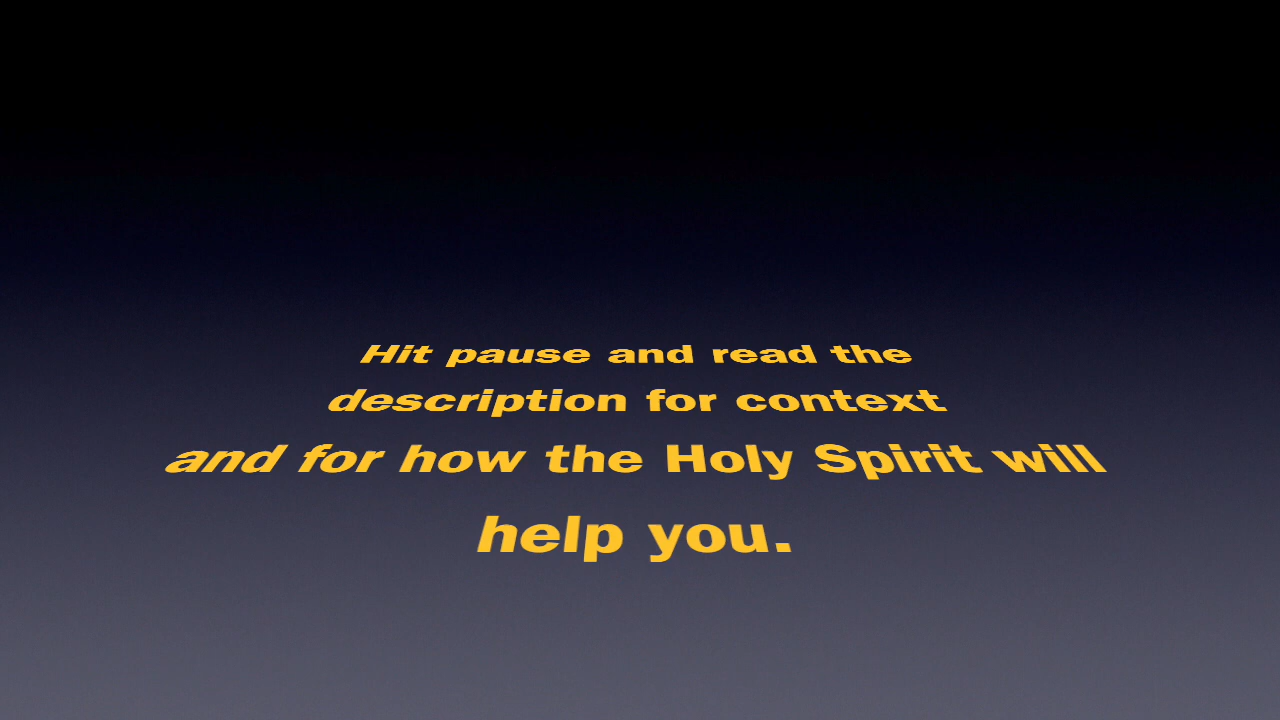 Hit pause and read the
description for context
and for how the Holy Spirit will
help you.